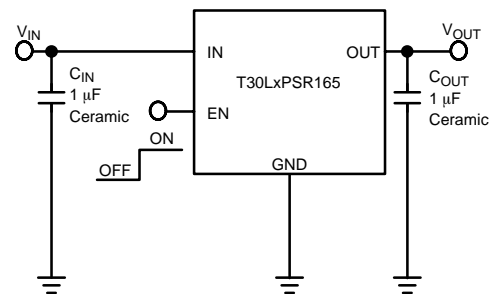 VIN
VOUT
IN
OUT
CIN
1 μF
Ceramic
T30LxPSR165
COUT
1 μF
Ceramic
EN
ON
OFF
GND